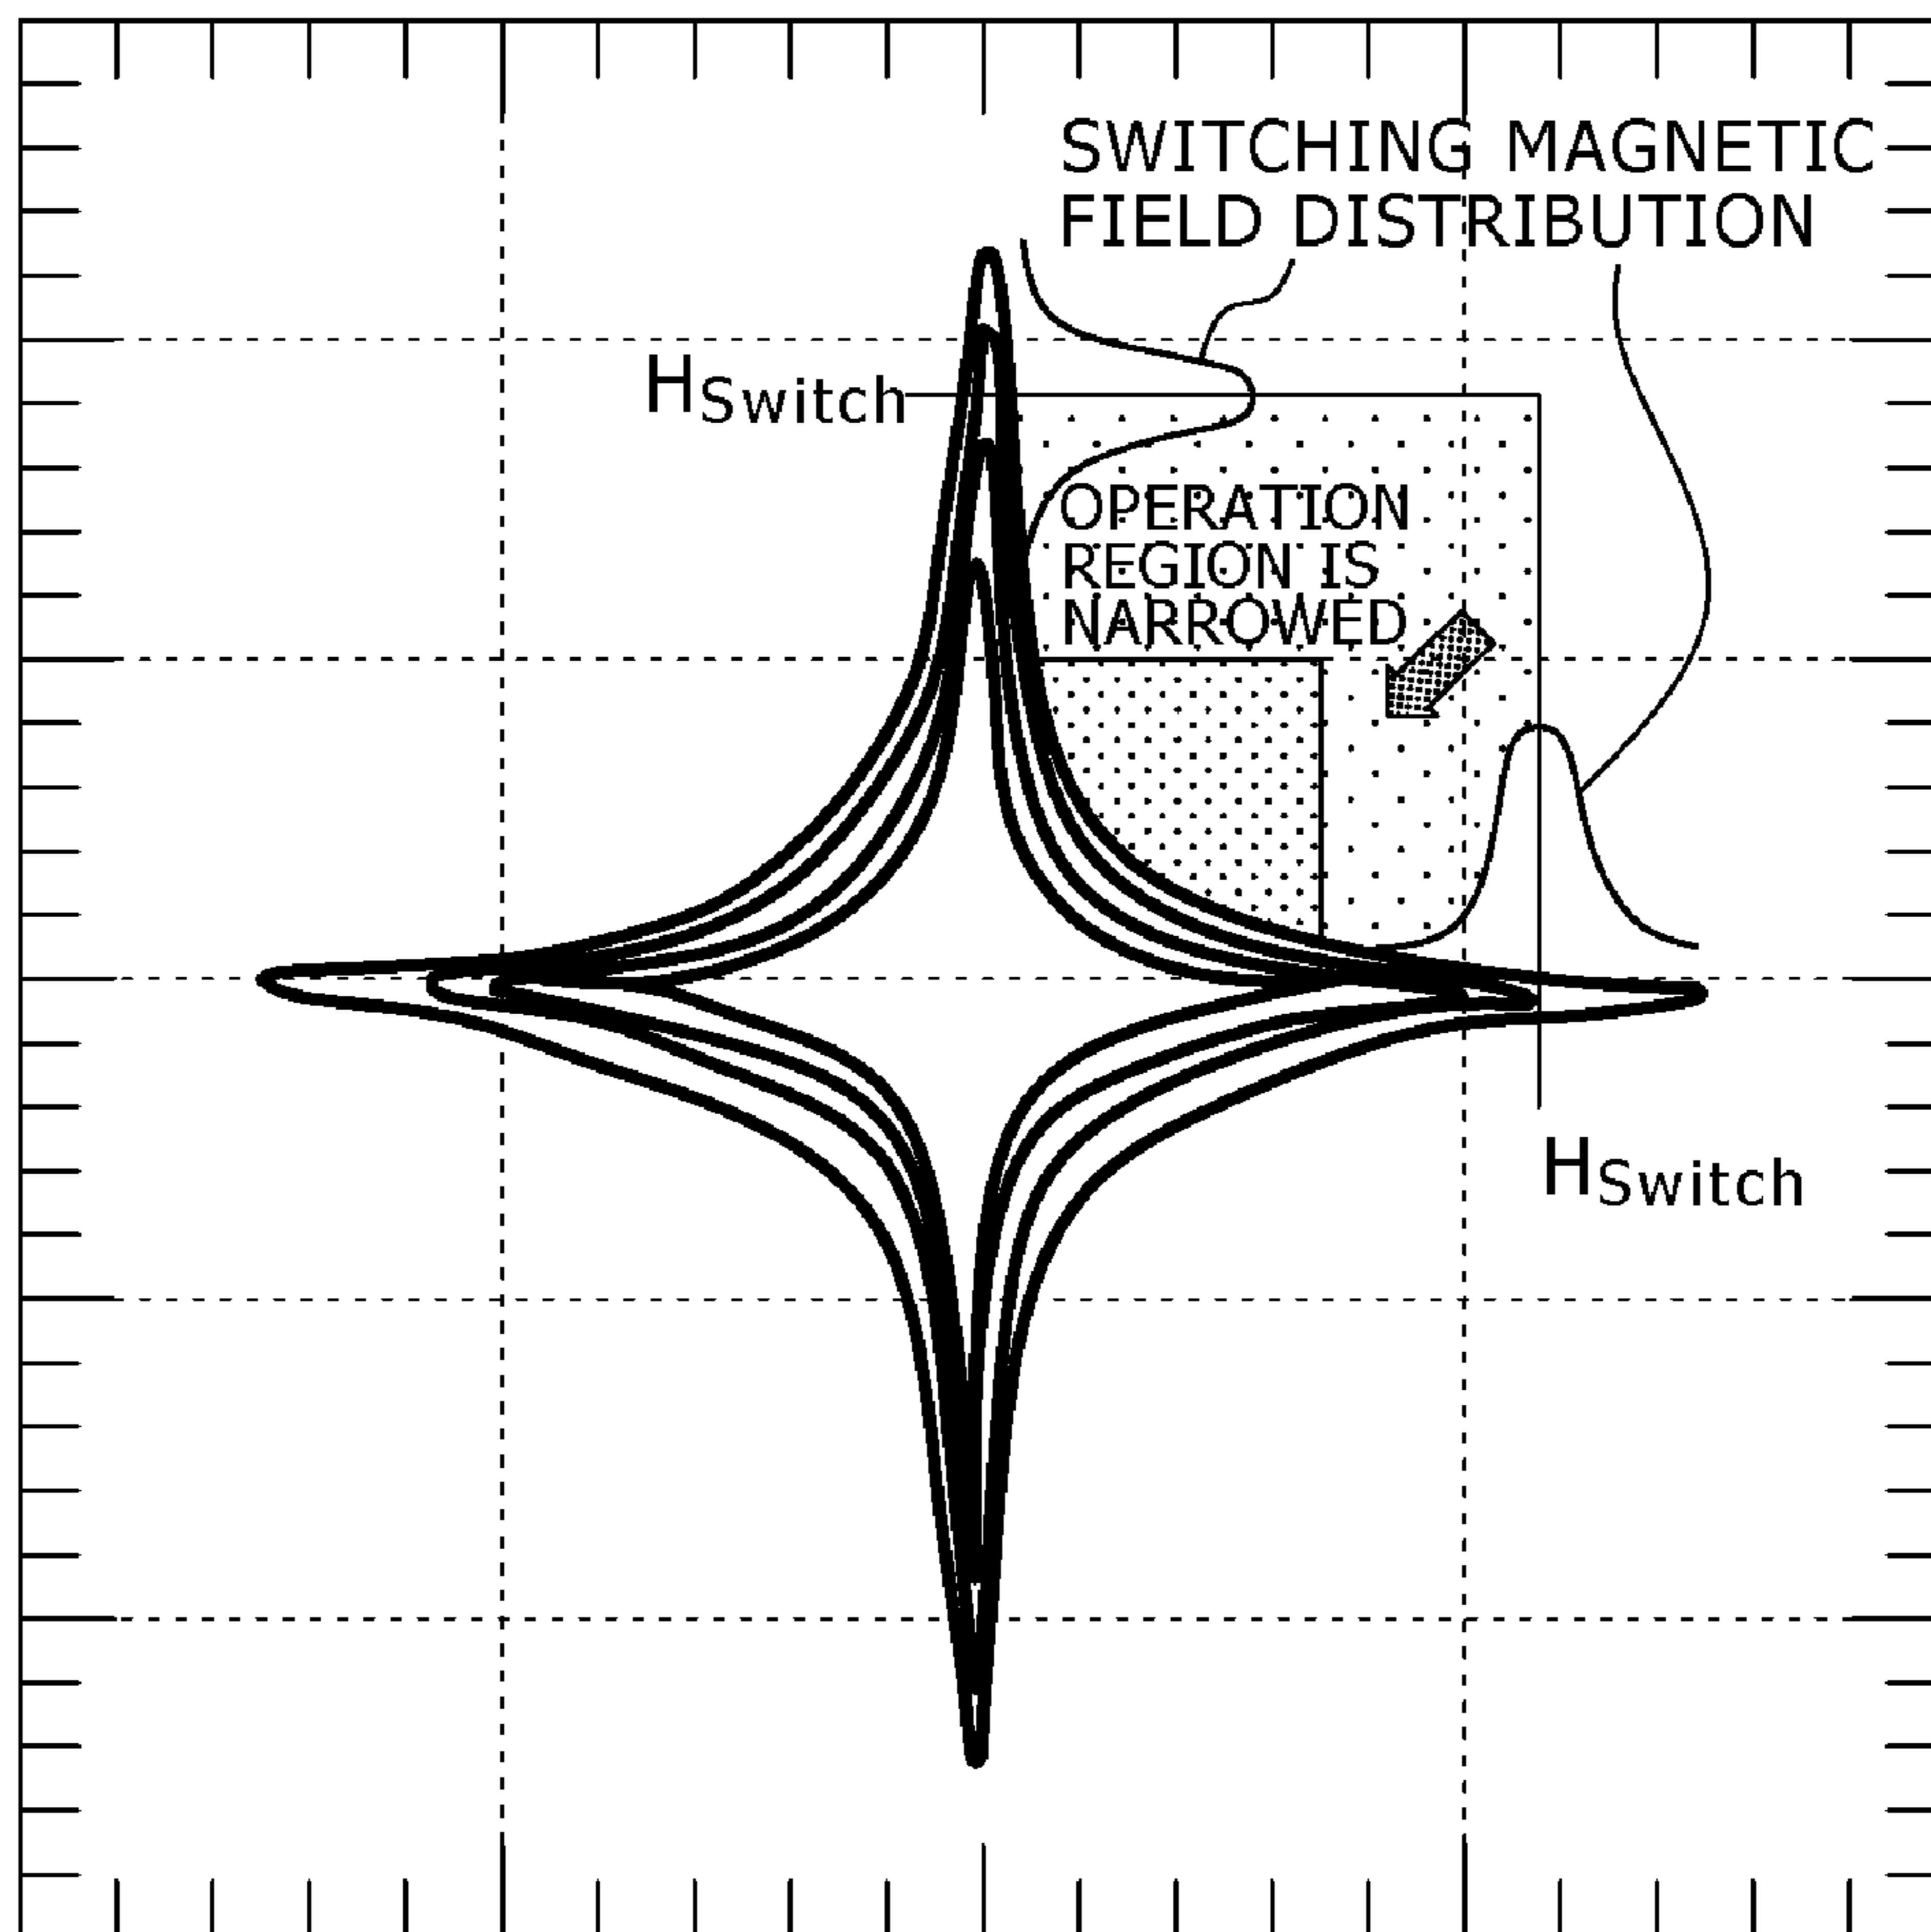 SWITCHING MAGNETIC
FIELD DISTRIBUTION
HSwitch
OPERATION
REGION IS
NARROWED
HSwitch